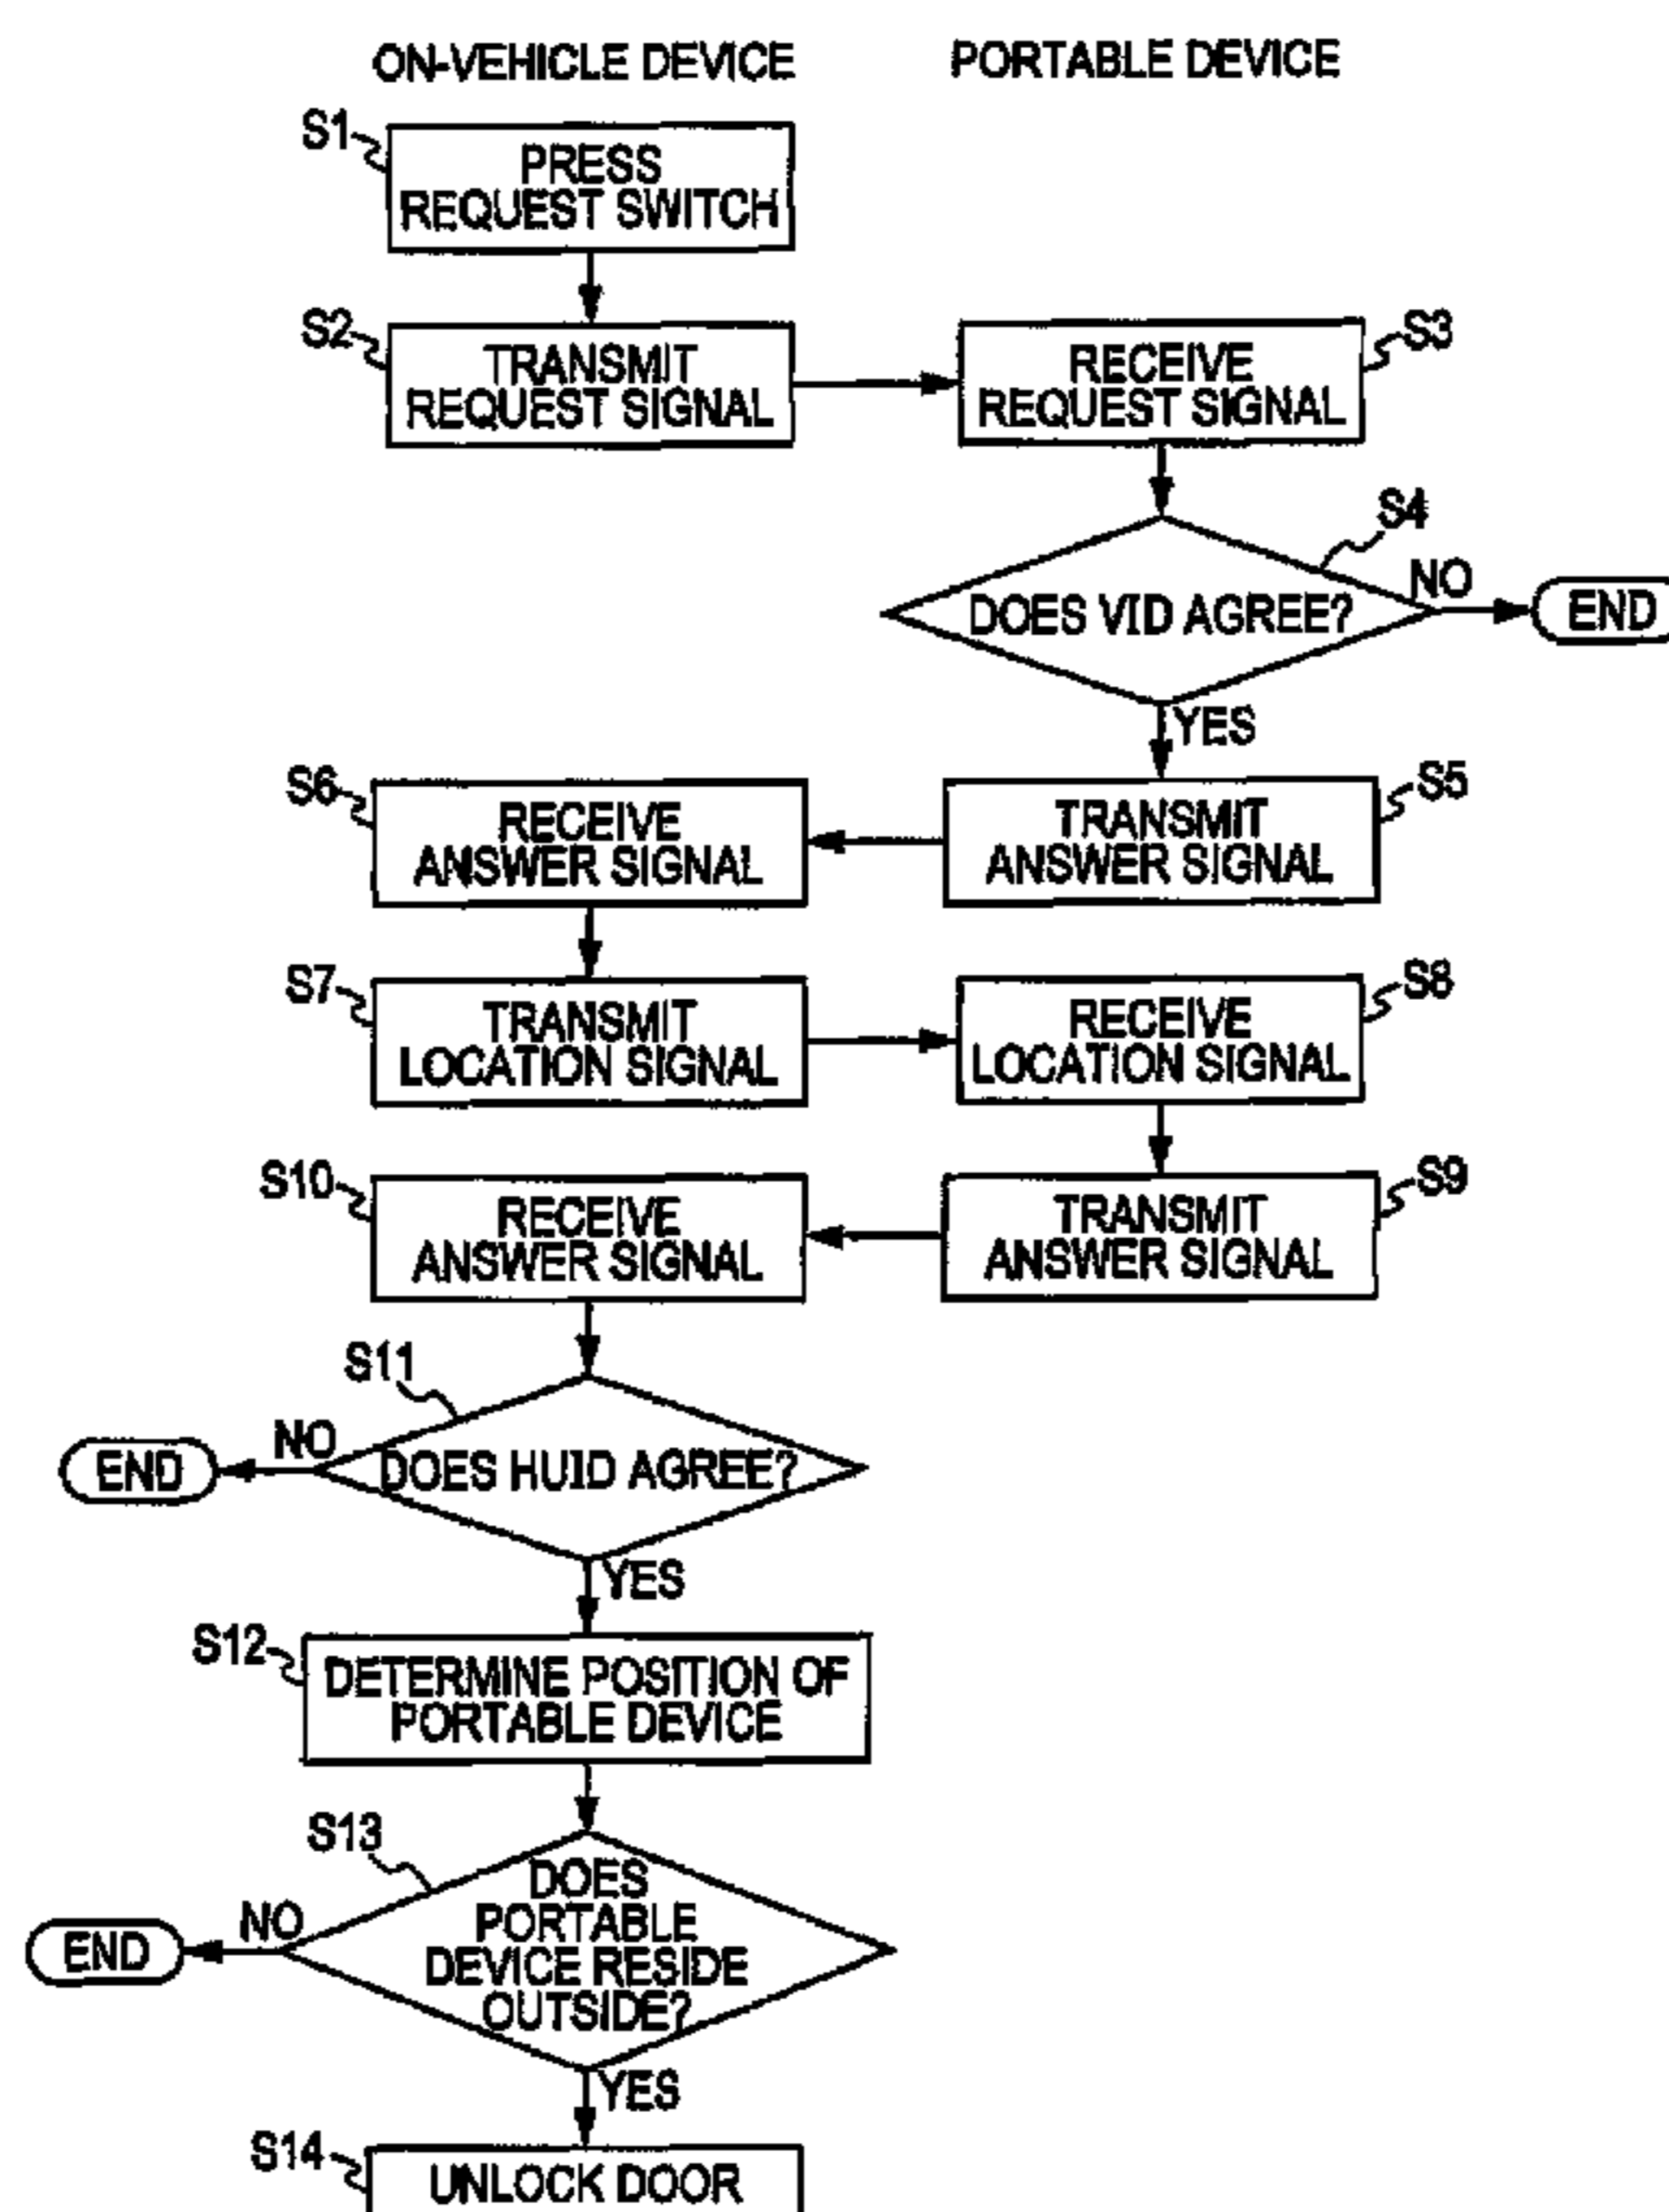 ON-VEHICLE DEVICE
PORTABLE DEVICE
S1
PRESS
REQUEST SWITCH
S2
TRANSMIT
REQUEST SIGNAL
S3
RECEIVE
REQUEST SIGNAL
S4
DOES VID AGREE?
NO
END
YES
S5
TRANSMIT
ANSWER SIGNAL
S6
RECEIVE
ANSWER SIGNAL
S7
TRANSMIT
LOCATION SIGNAL
S8
RECEIVE
LOCATION SIGNAL
S9
TRANSMIT
ANSWER SIGNAL
S10
RECEIVE
ANSWER SIGNAL
S11
DOES HUID AGREE?
NO
END
YES
S12
DETERMINE POSITION OF
PORTABLE DEVICE
S13
DOES
PORTABLE
DEVICE RESIDE
OUTSIDE?
NO
END
YES
S14
UNLOCK DOOR